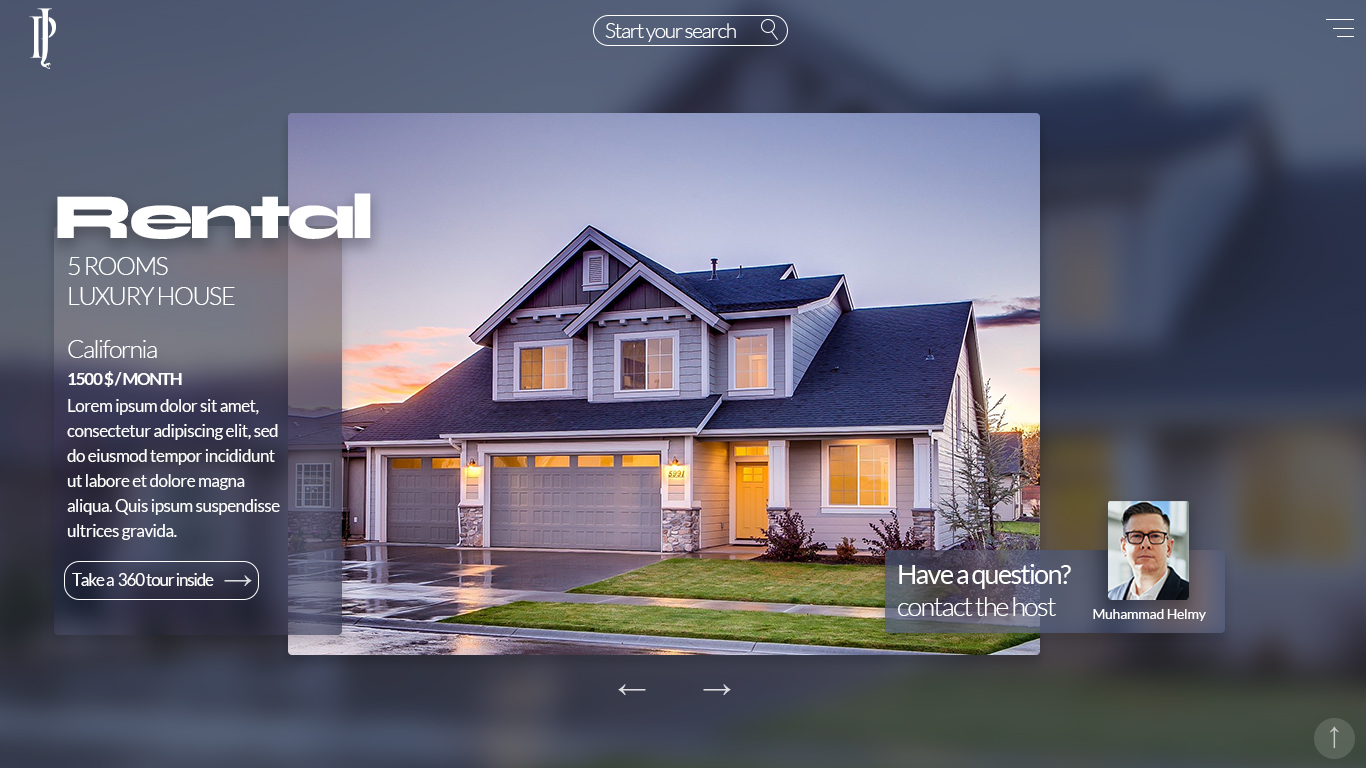 Start your search
Rental
5 ROOMS
LUXURY HOUSE
California
1500 $ / MONTH
Lorem ipsum dolor sit amet,
consectetur adipiscing elit, sed
do eiusmod tempor incididunt
ut labore et dolore magna
aliqua. Quis ipsum suspendisse
ultrices gravida.
Take a 360 tour inside
5991
Have a question?
contact the host
Muhammad Helmy